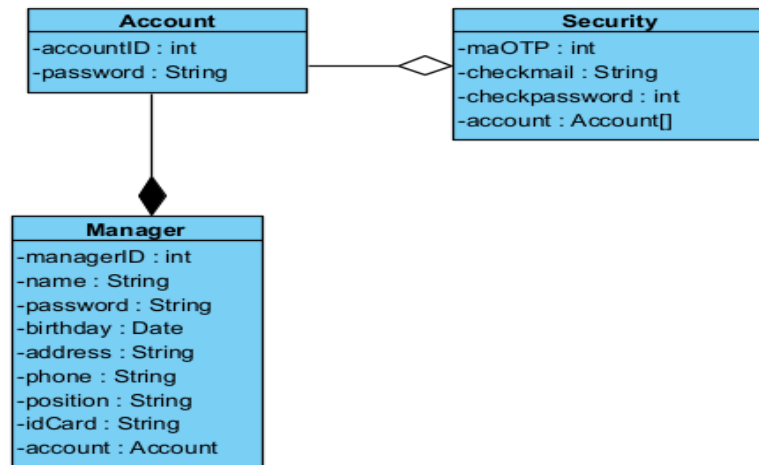 Account
-accountID : int
-password : String
Security
-maOTP : int
-checkmail : String
-checkpassword : int
-account : Account[]
Manager
-managerID : int
-name : String
-password : String
-birthday : Date
-address : String
-phone : String
-position : String
-idCard : String
-account : Account